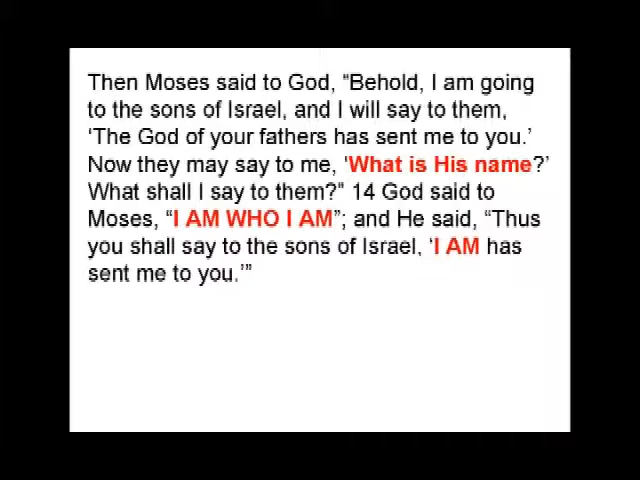 Then Moses said to God, “Behold, I am going
to the sons of Israel, and I will say to them,
‘The God of your fathers has sent me to you.’
Now they may say to me, ‘What is His name?’
What shall I say to them?" 14 God said to
Moses, “I AM WHO I AM”; and He said, “Thus
you shall say to the sons of Israel, ‘I AM has
sent me to you.’”